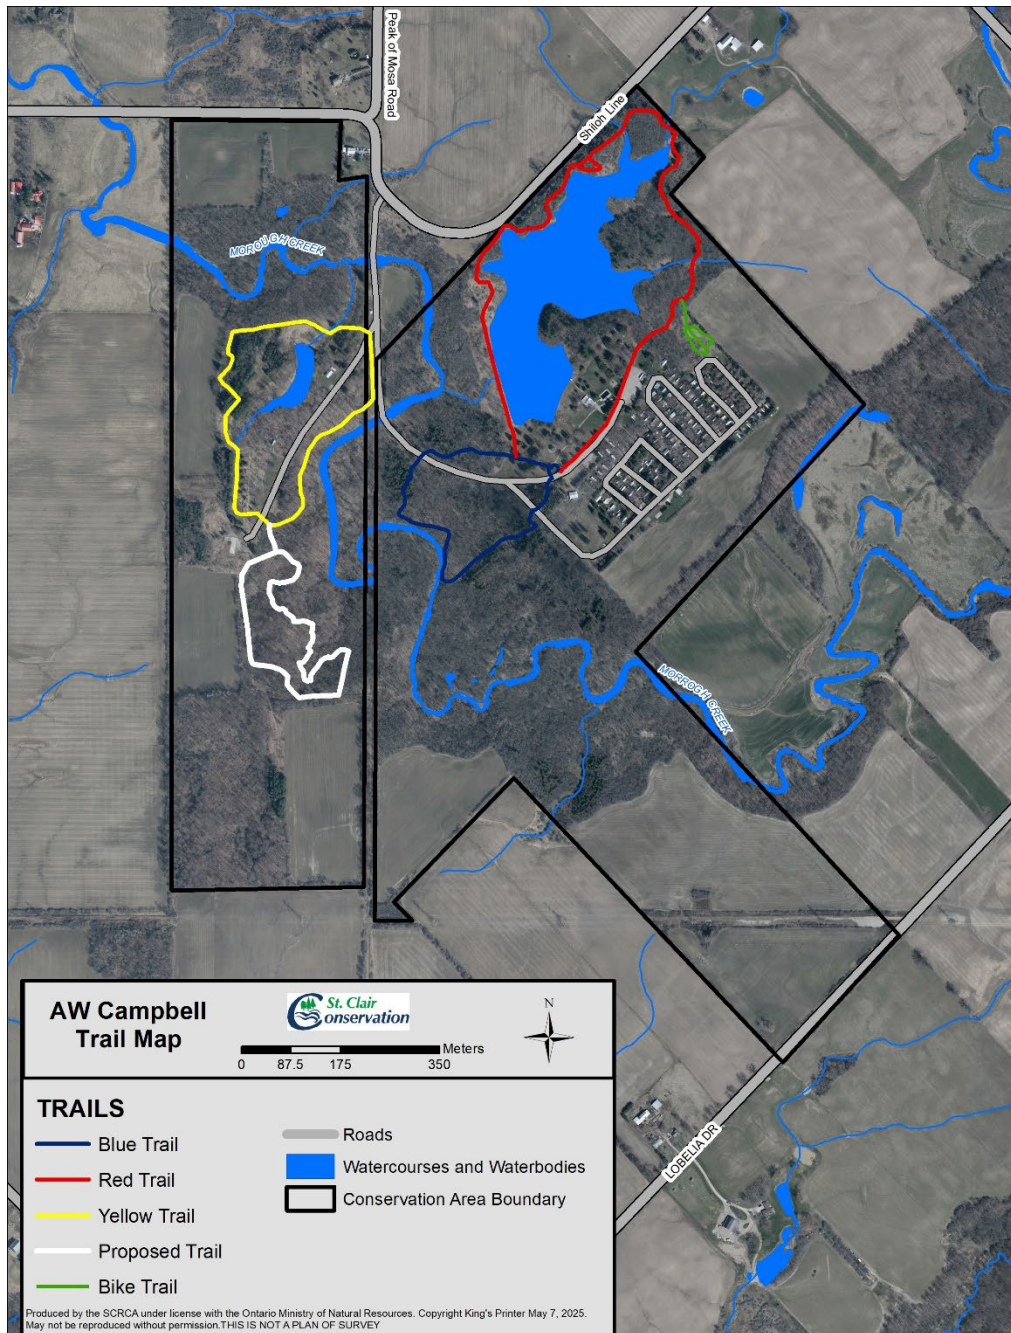 Peak of Mosa Road
Shiloh Line
MOROUGH CREEK
MORROGH CREEK
LOBELIA DR
AW Campbell
Trail Map
St. Clair
Conservation
N
Meters
0 87.5 175 350
TRAILS
Blue Trail
Red Trail
Yellow Trail
Proposed Trail
Bike Trail
Roads
Watercourses and Waterbodies
Conservation Area Boundary
Produced by the SCRCA under license with the Ontario Ministry of Natural Resources. Copyright King's Printer May 7, 2025.
May not be reproduced without permission.THIS IS NOT A PLAN OF SURVEY